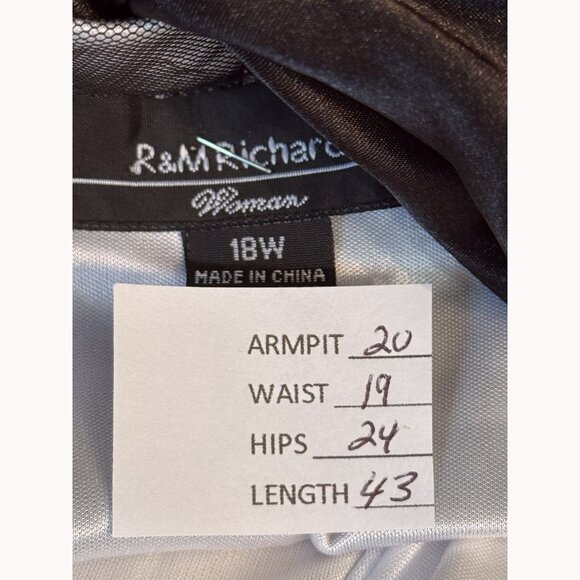 R&M Richard
Woman
18W
MADE IN CHINA
ARMPIT 20
WAIST 19
HIPS 24
LENGTH 43